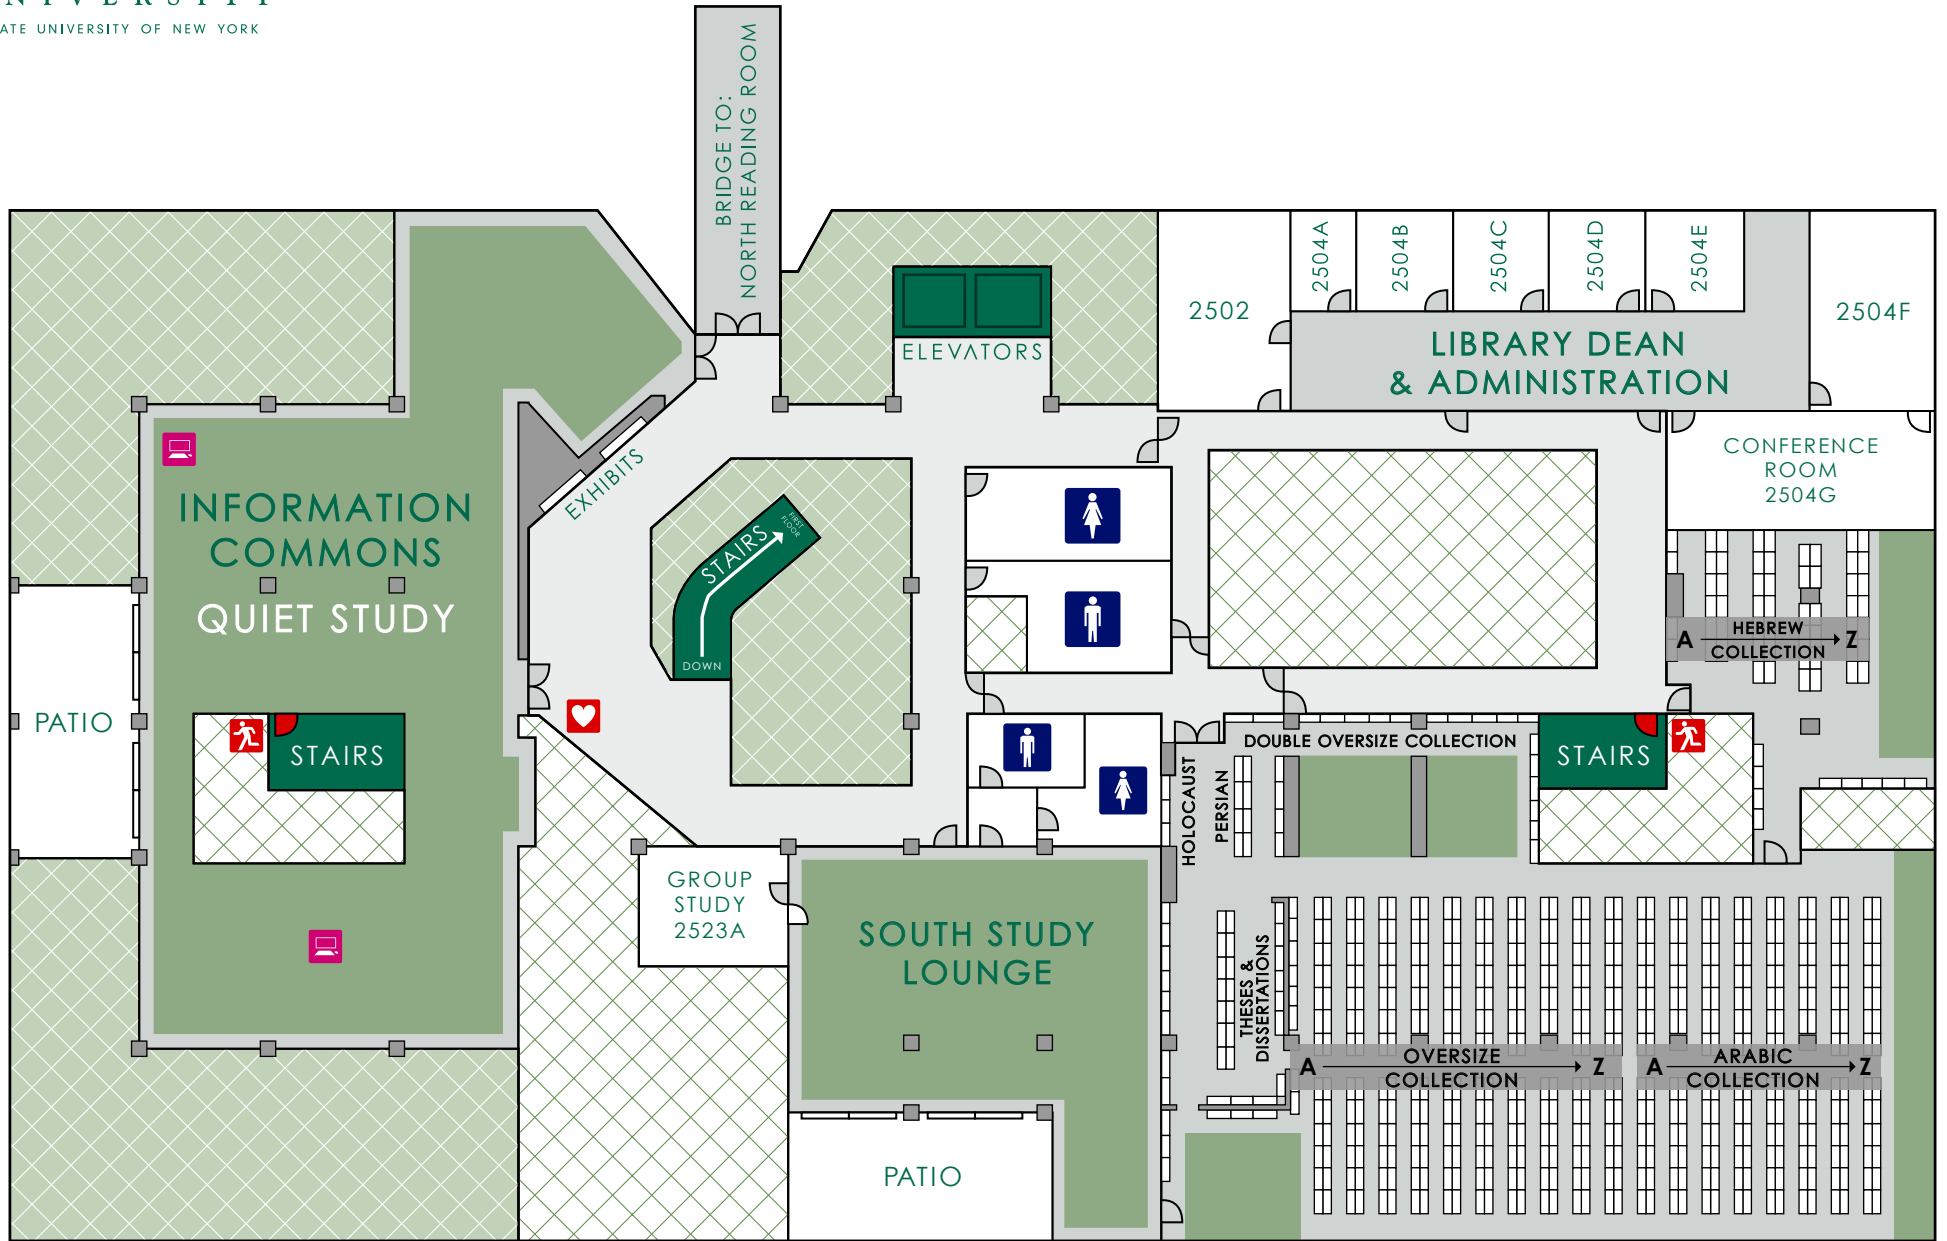 ATE UNIVERSITY OF NEW YORK
BRIDGE TO:
NORTH READING ROOM
ELEVATORS
2502
2504A
2504B
2504C
2504D
2504E
2504F
LIBRARY DEAN
& ADMINISTRATION
CONFERENCE
ROOM
2504G
EXHIBITS
INFORMATION
COMMONS
QUIET STUDY
STAIRS
FIRST
FLOOR
DOWN
A
HEBREW
COLLECTION
Z
PATIO
STAIRS
DOUBLE OVERSIZE COLLECTION
STAIRS
HOLOCAUST
PERSIAN
GROUP
STUDY
2523A
SOUTH STUDY
LOUNGE
THESES &
DISSERTATIONS
A
OVERSIZE
COLLECTION
Z
A
ARABIC
COLLECTION
Z
PATIO